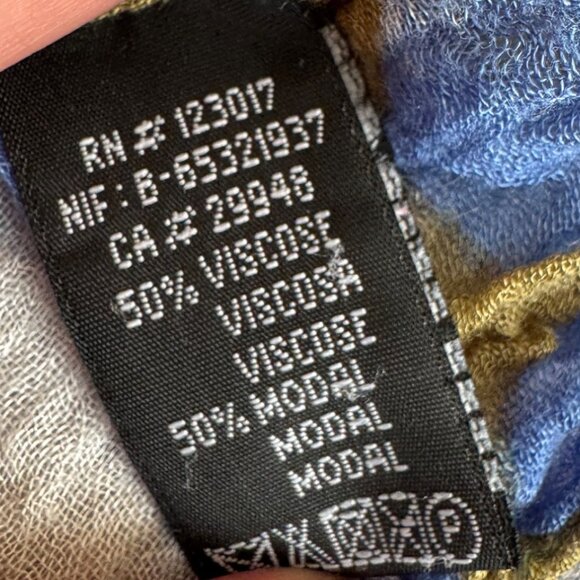 RN # 123017
NIF: B-65321937
CA # 29948
50% VISCOSE
VISCOSA
VISCOSE
50% MODAL
MODAL
MODAL